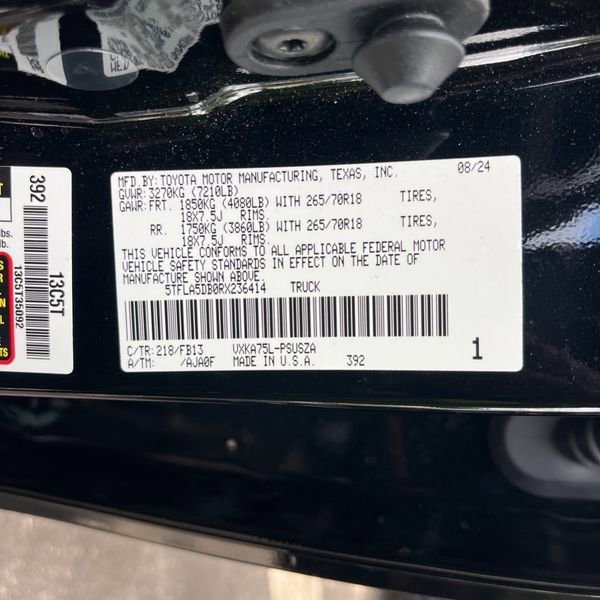 MFD.BY:TOYOTA MOTOR MANUFACTURING, TEXAS, INC. 08/24
GVWR: 3270KG (7210LB)
GAWR: FRT. 1850KG (4080LB) WITH 265/70R18 TIRES,
18X7.5J RIMS.
RR. 1750KG (3860LB) WITH 265/70R18 TIRES,
18X7.5J RIMS.
THIS VEHICLE CONFORMS TO ALL APPLICABLE FEDERAL MOTOR
VEHICLE SAFETY STANDARDS IN EFFECT ON THE DATE OF
MANUFACTURE SHOWN ABOVE.
5TFLA5DB0RX236414 TRUCK
C/TR:218/FB13 VXKA75L-PSUSZA
A/TM: /AJA0F MADE IN U.S.A. 392 1
392
13C5T
13C5T35092
lbs.
lb.